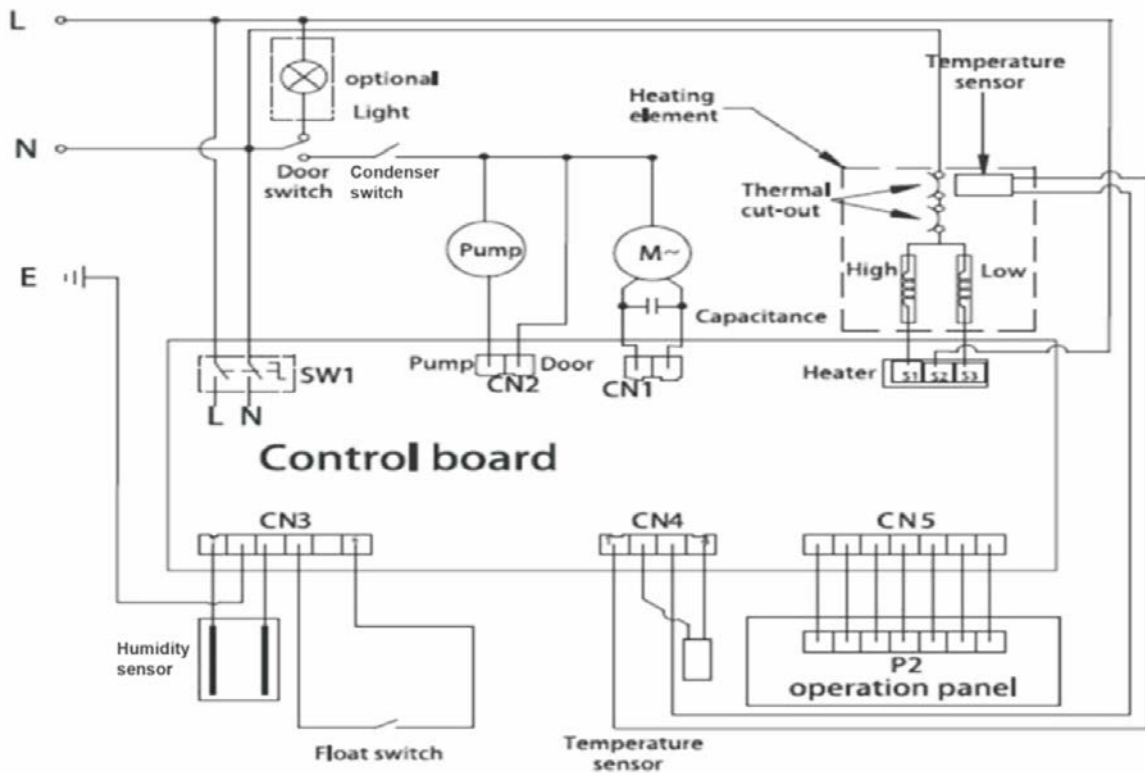 L
optional
Light
Temperature
sensor
Heating
element
N
Door
switch
Condenser
switch
Thermal
cut-out
Pump
M~
High
Low
E
Capacitance
SW1
Pump
CN2
Door
CN1
Heater
S1 S2 S3
L N
Control board
CN3
CN4
CN5
1
Humidity
sensor
P2
operation panel
Float switch
Temperature
sensor